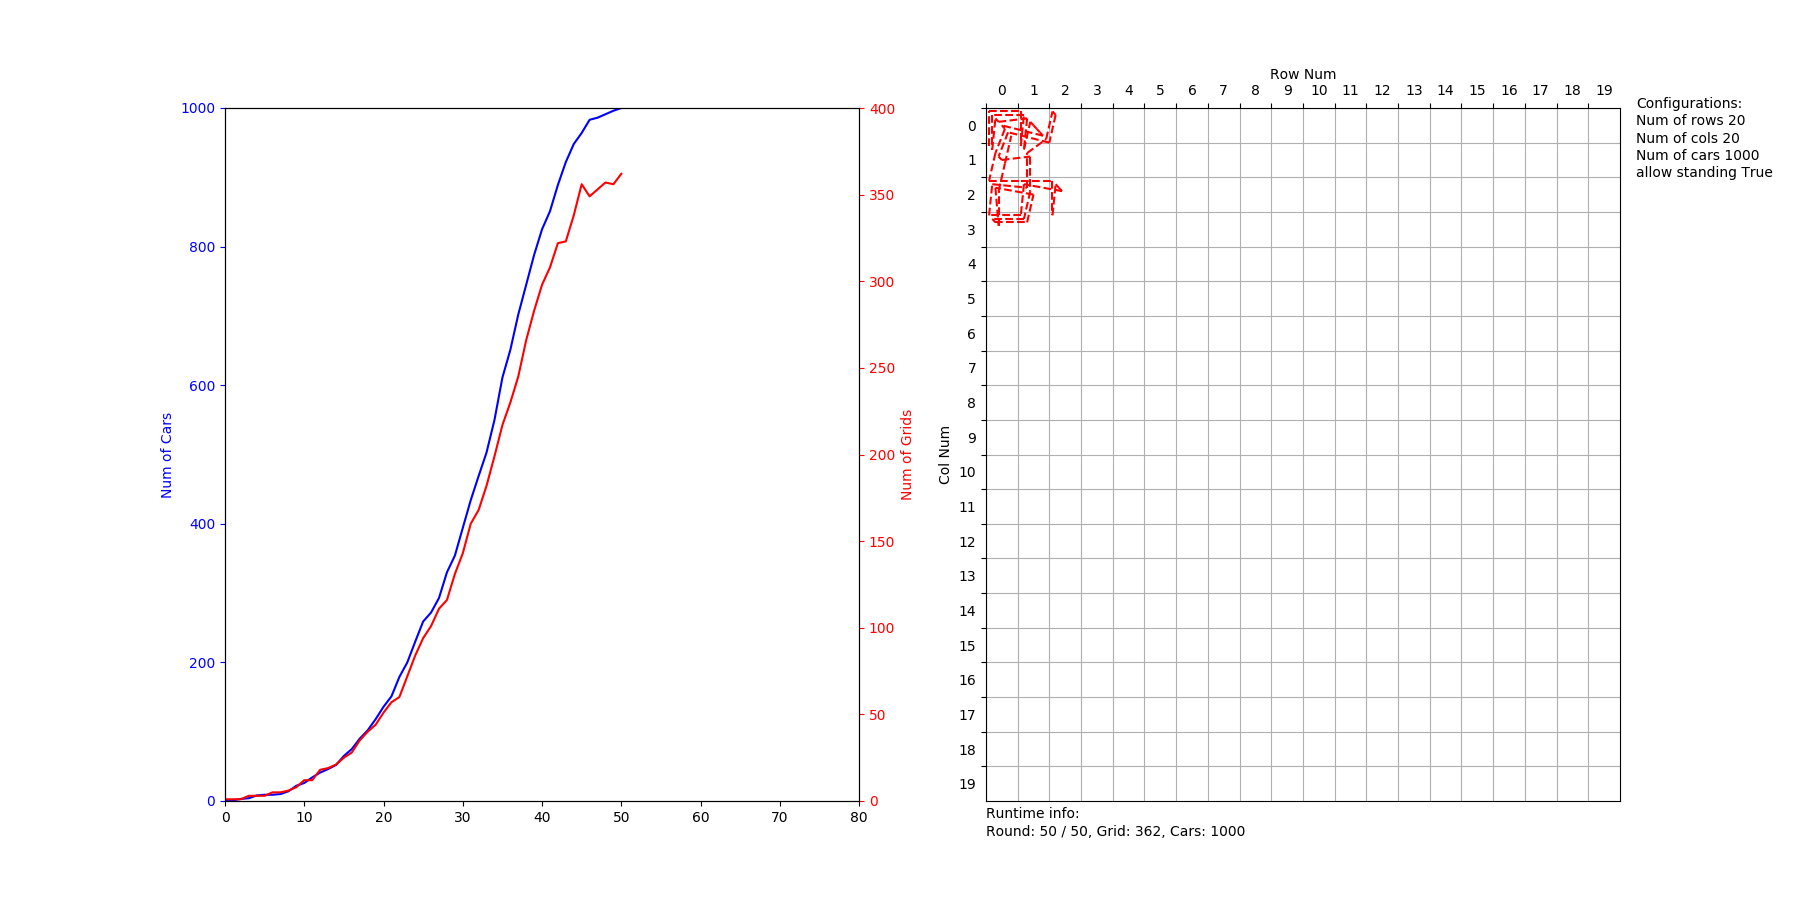 Row Num
0 1 2 3 4 5 6 7 8 9 10 11 12 13 14 15 16 17 18 19
Configurations:
Num of rows 20
Num of cols 20
Num of cars 1000
allow standing True
1000
800
600
400
200
0
Num of Cars
0 10 20 30 40 50 60 70 80
400
350
300
250
200
150
100
50
0
Num of Grids
Col Num
0
1
2
3
4
5
6
7
8
9
10
11
12
13
14
15
16
17
18
19
Runtime info:
Round: 50 / 50, Grid: 362, Cars: 1000